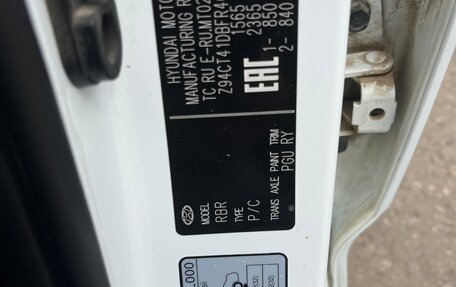 HYUNDAI MOTO
MANUFACTURING R
TC RU E-RU.MT02
Z94CT41DBFR4
1565
2365
1- 850
2- 840
EAC
MODEL
RBR
TYPE
P/C
TRANS AXLE PAINT TRIM
PGU RY